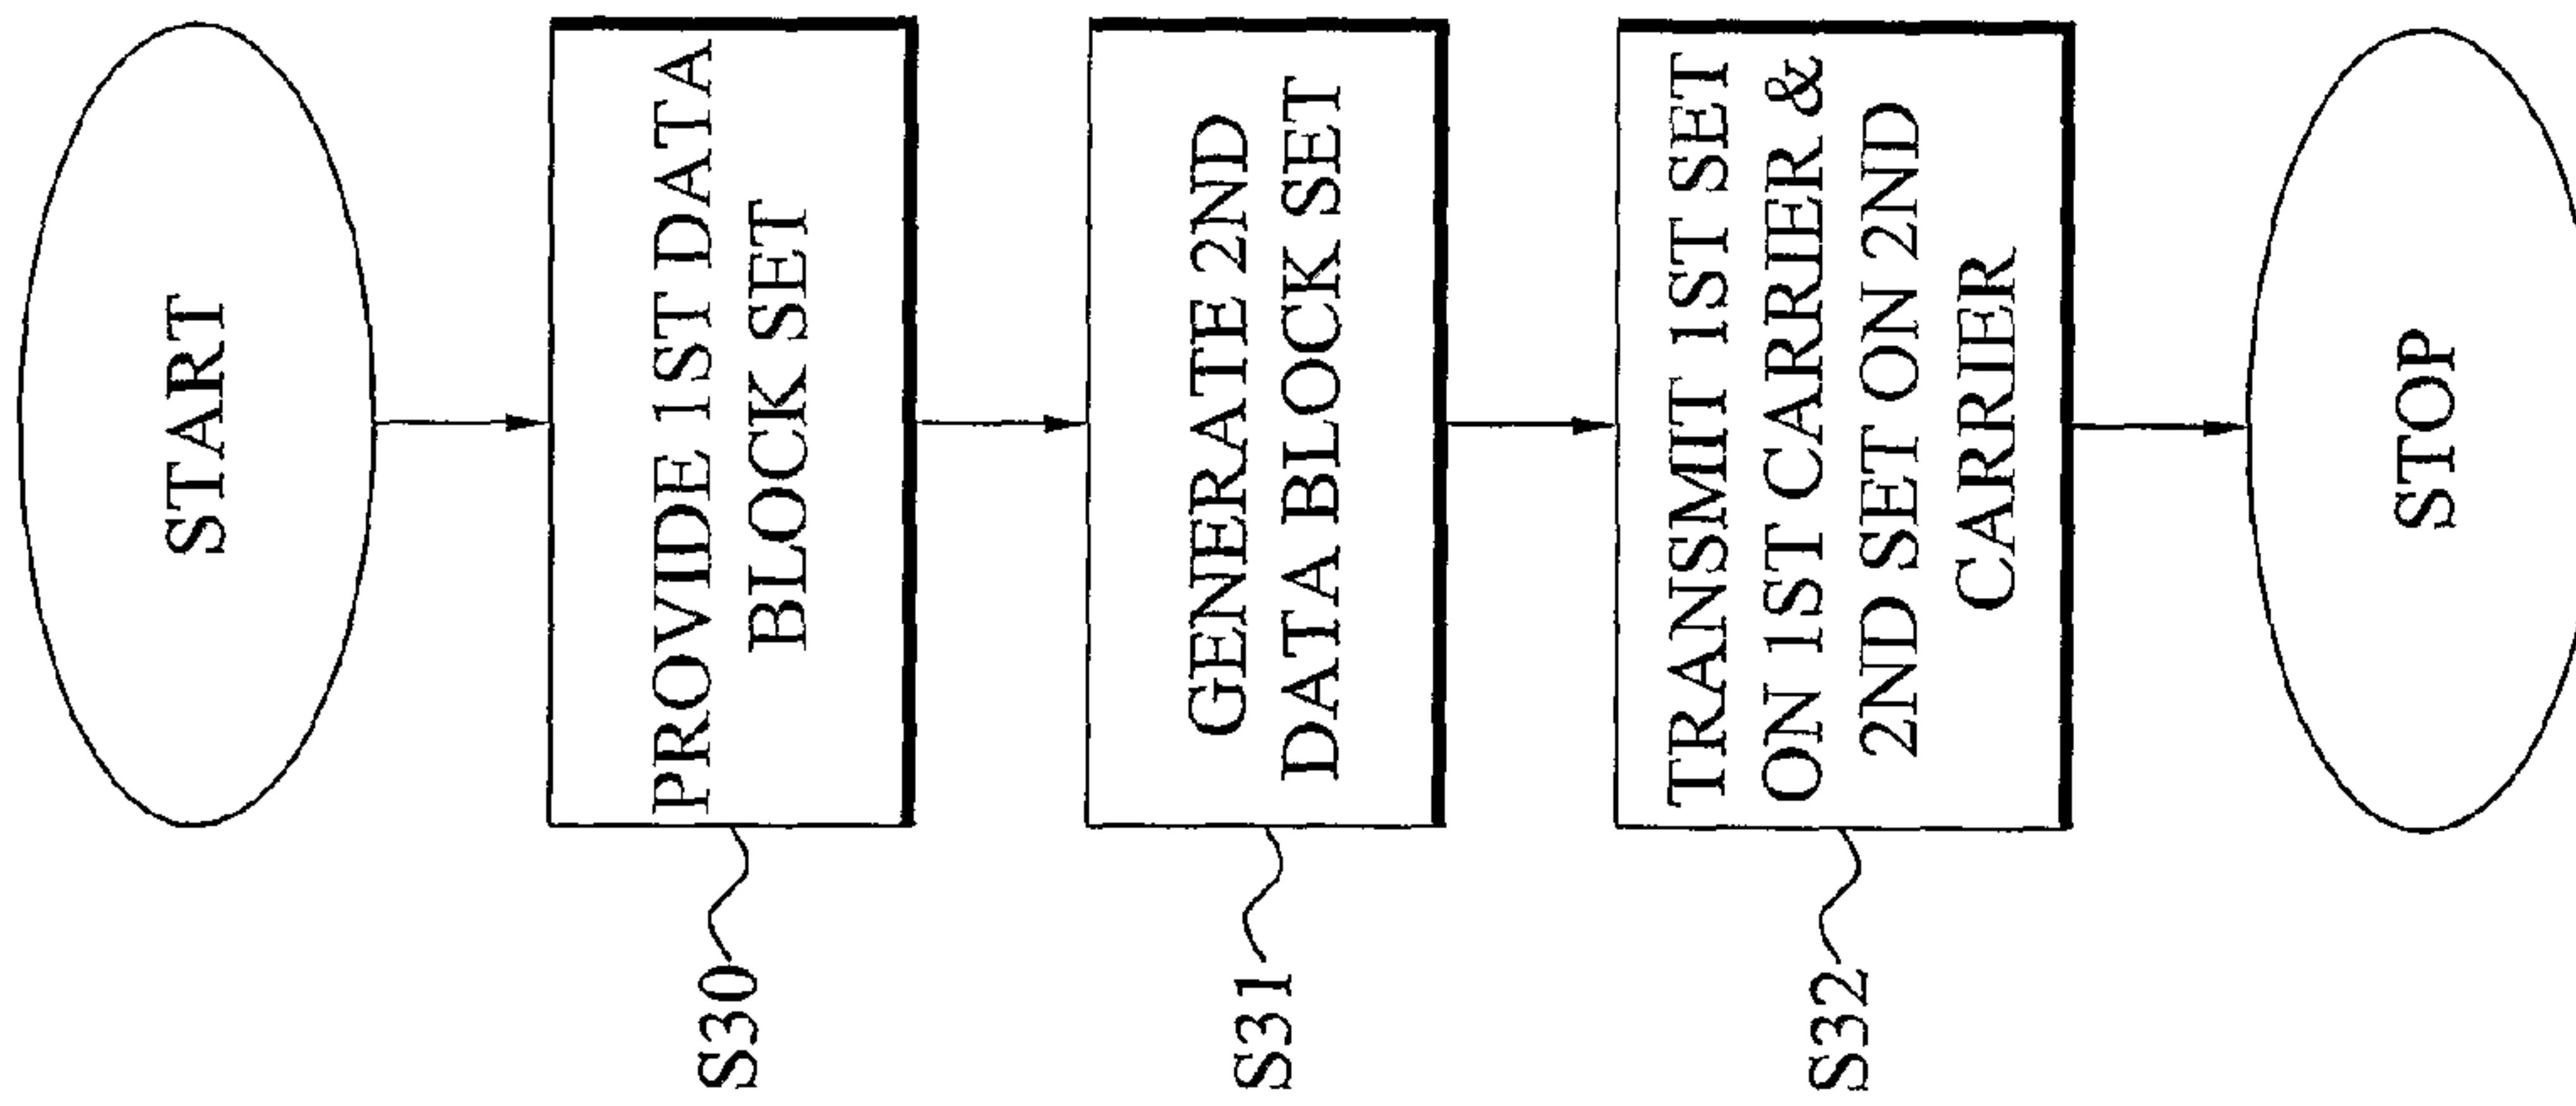 START
PROVIDE 1ST DATA
BLOCK SET
S30
GENERATE 2ND
DATA BLOCK SET
S31
TRANSMIT 1ST SET
ON 1ST CARRIER &
2ND SET ON 2ND
CARRIER
S32
STOP